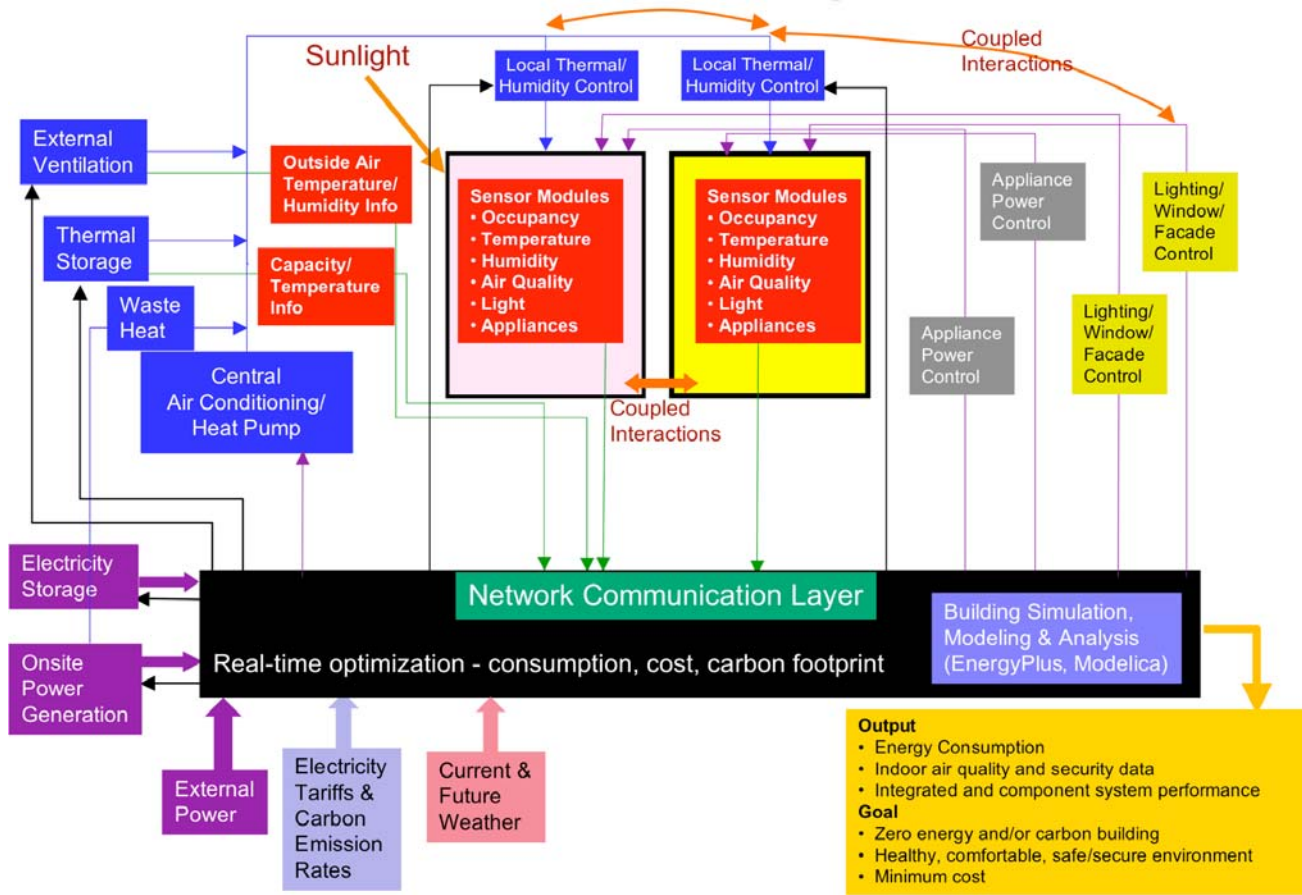 Sunlight
Coupled
Interactions
Local Thermal/
Humidity Control
Local Thermal/
Humidity Control
External
Ventilation
Outside Air
Temperature/
Humidity Info
Thermal
Storage
Capacity/
Temperature
Info
Waste
Heat
Central
Air Conditioning/
Heat Pump
Sensor Modules
• Occupancy
• Temperature
• Humidity
• Air Quality
• Light
• Appliances
Sensor Modules
• Occupancy
• Temperature
• Humidity
• Air Quality
• Light
• Appliances
Coupled
Interactions
Appliance
Power
Control
Appliance
Power
Control
Lighting/
Window/
Facade
Control
Lighting/
Window/
Facade
Control
Electricity
Storage
Onsite
Power
Generation
Network Communication Layer
Real-time optimization - consumption, cost, carbon footprint
Building Simulation,
Modeling & Analysis
(EnergyPlus, Modelica)
External
Power
Electricity
Tariffs &
Carbon
Emission
Rates
Current &
Future
Weather
Output
• Energy Consumption
• Indoor air quality and security data
• Integrated and component system performance
Goal
• Zero energy and/or carbon building
• Healthy, comfortable, safe/secure environment
• Minimum cost